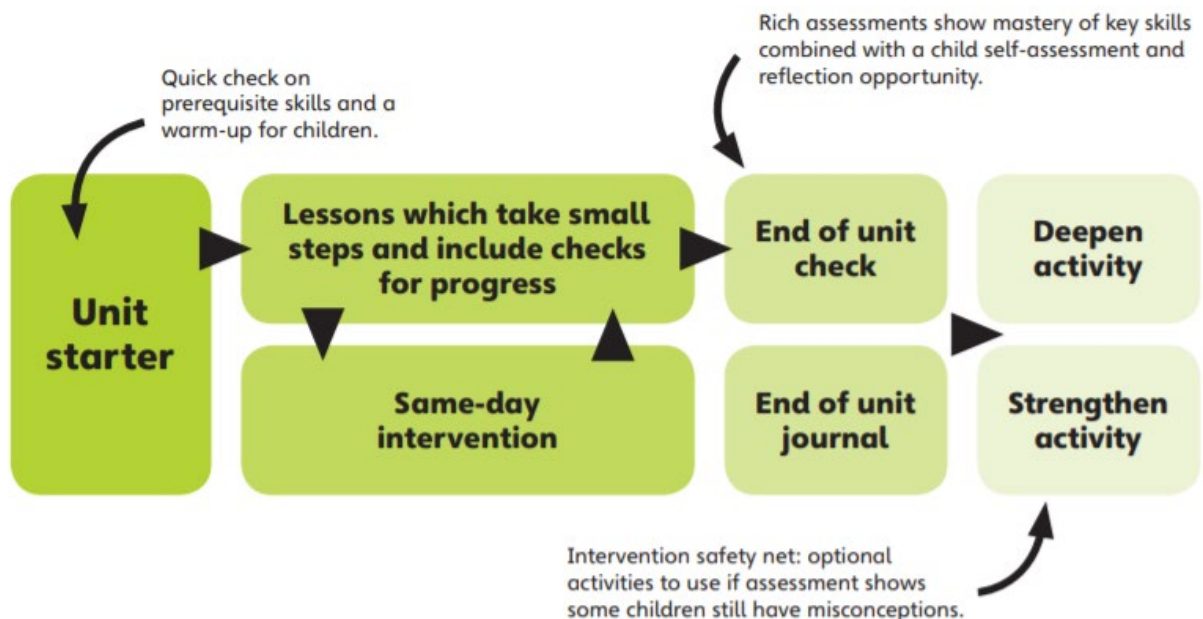 Rich assessments show mastery of key skills
combined with a child self-assessment and
reflection opportunity.
Quick check on
prerequisite skills and a
warm-up for children.
Unit
starter
Lessons which take small
steps and include checks
for progress
Same-day
intervention
End of unit
check
End of unit
journal
Deepen
activity
Strengthen
activity
Intervention safety net: optional
activities to use if assessment shows
some children still have misconceptions.